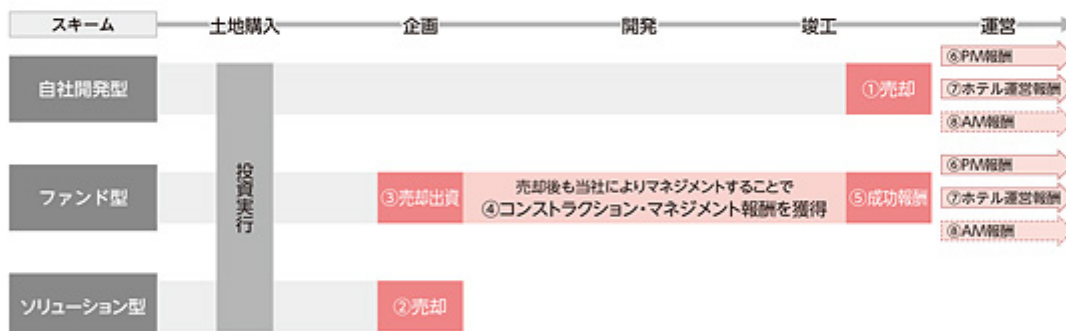 スキーム
土地購入
企画
開発
竣工
運営
自社開発型
①売却
⑥PM報酬
⑦ホテル運営報酬
⑧AM報酬
投資実行
ファンド型
③売却出資
売却後も当社によりマネジメントすることで
④コンストラクション・マネジメント報酬を獲得
⑤成功報酬
⑥PM報酬
⑦ホテル運営報酬
⑧AM報酬
ソリューション型
②売却